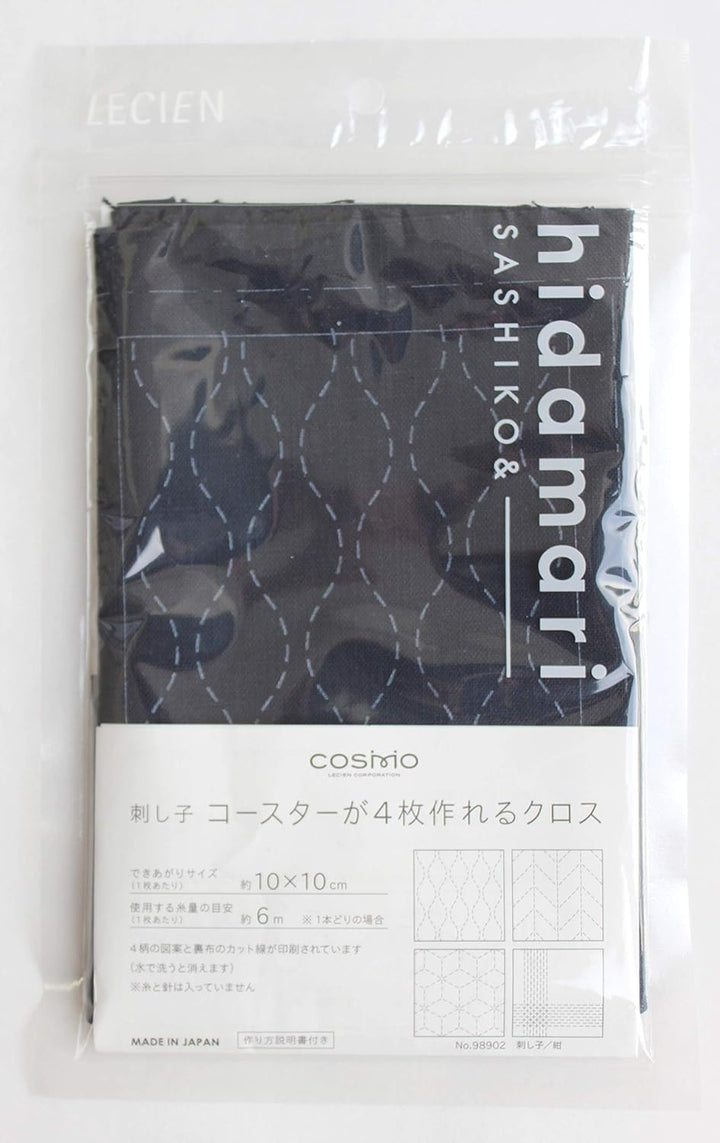 LECIEN
hidamari
SASHIKO&
COSMO
LECIEN CORPORATION
刺し子 コースターが4枚作れるクロス
できあがりサイズ
(1枚あたり)
約10×10cm
使用する糸量の目安
(1枚あたり)
約6m ※1本どりの場合
4柄の図案と裏布のカット線が印刷されています
(水で洗うと消えます)
※糸と針は入っていません
MADE IN JAPAN 作り方説明書付き
No.98902 刺し子/紺